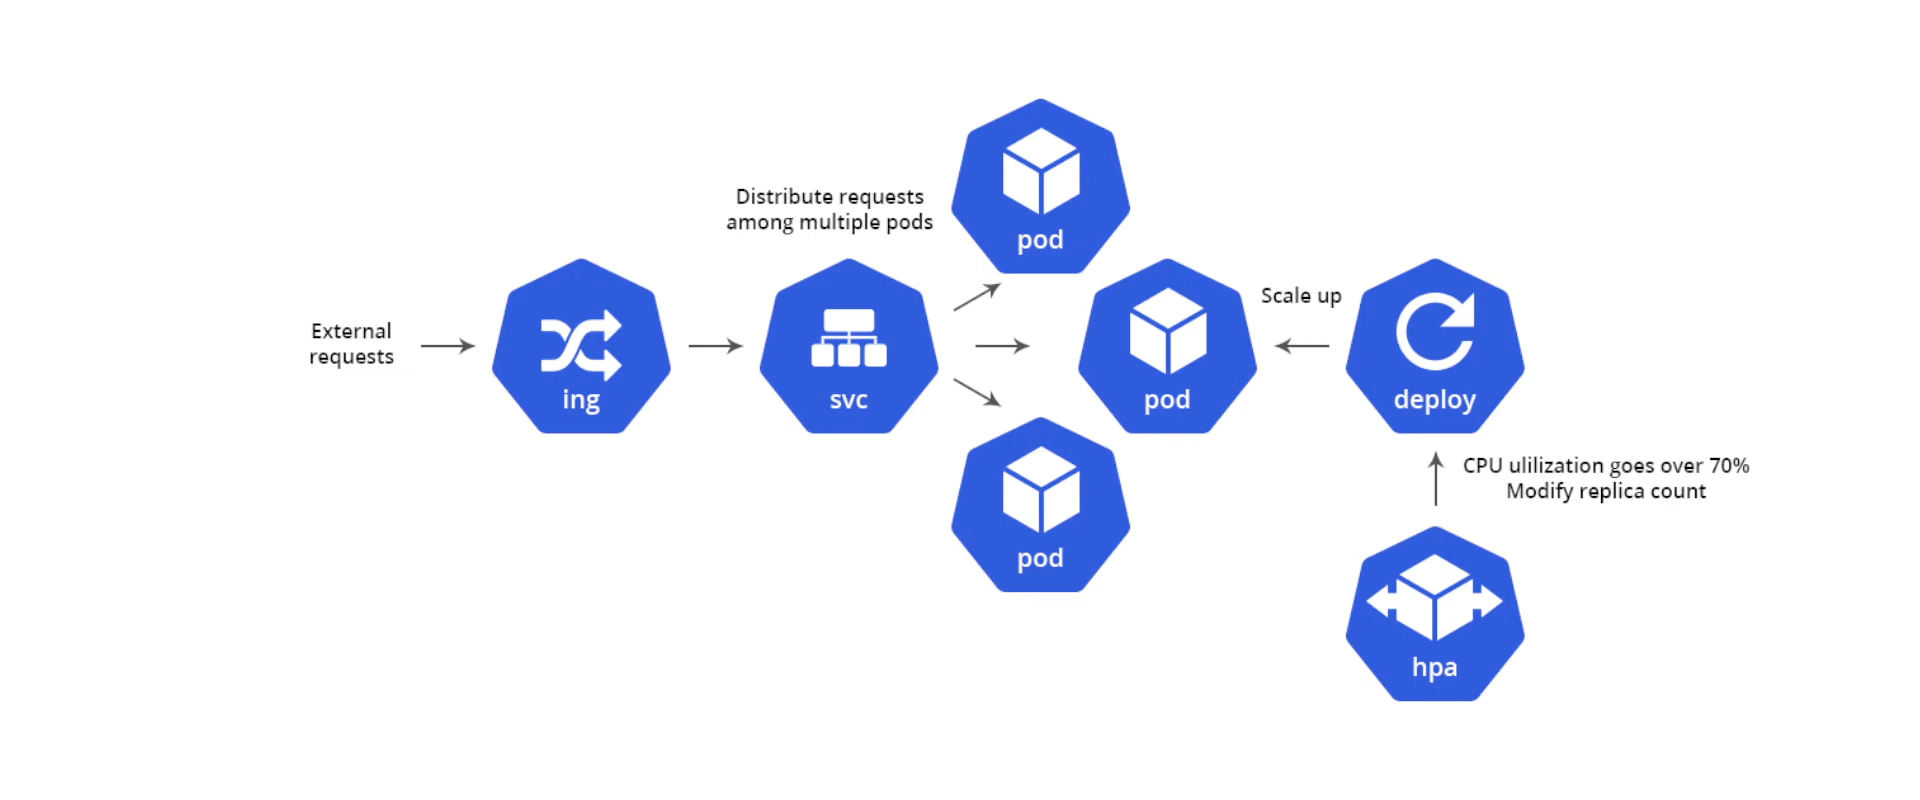 External
requests
ing
svc
Distribute requests
among multiple pods
pod
pod
pod
Scale up
deploy
CPU ulilization goes over 70%
Modify replica count
hpa